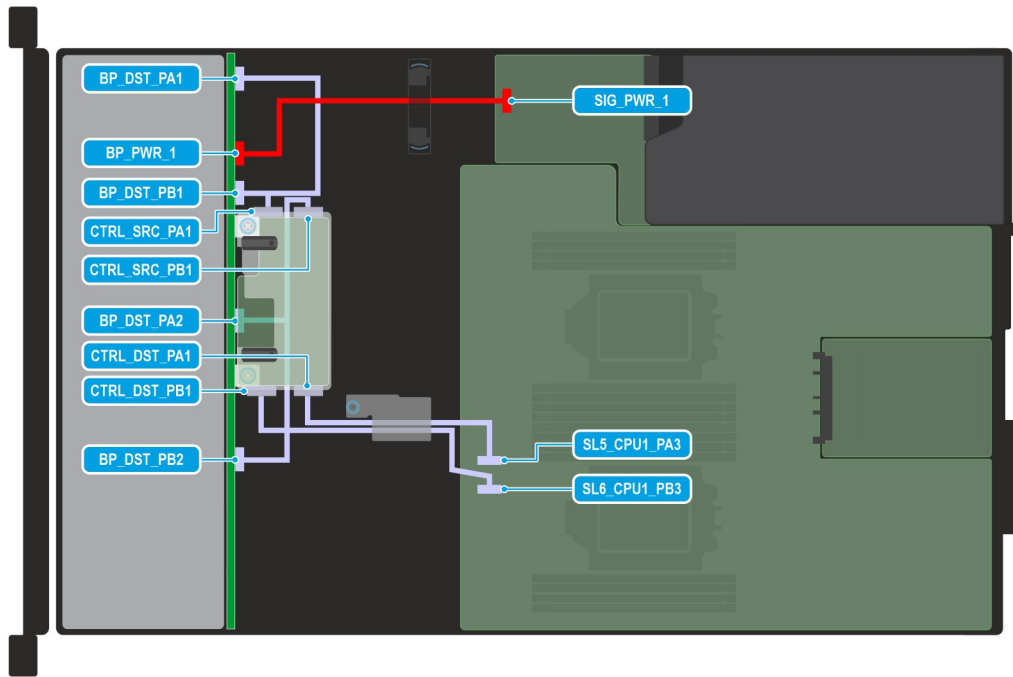 BP_DST_PA1
SIG_PWR_1
BP_PWR_1
BP_DST_PB1
CTRL_SRC_PA1
CTRL_SRC_PB1
BP_DST_PA2
CTRL_DST_PA1
CTRL_DST_PB1
SL5_CPU1_PA3
BP_DST_PB2
SL6_CPU1_PB3